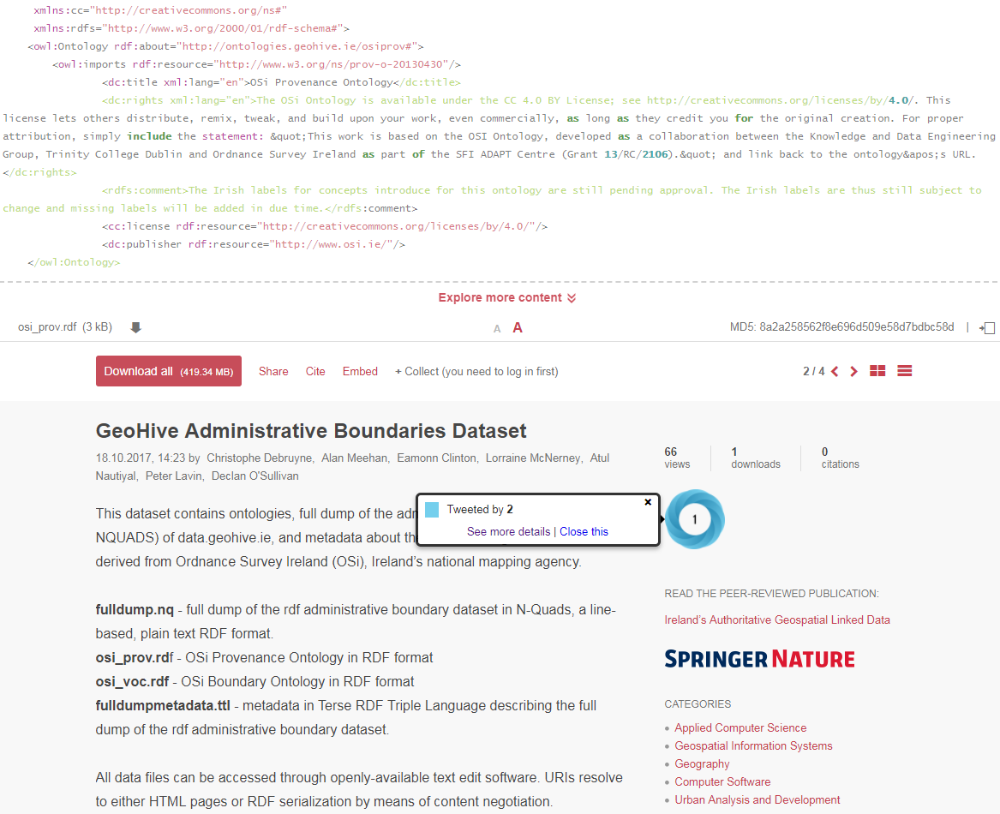 xmlns:cc="http://creativecommons.org/ns#"
xmlns:rdfs="http://www.w3.org/2000/01/rdf-schema#">
<owl:Ontology rdf:about="http://ontologies.geohive.ie/osiprov#">
<owl:imports rdf:resource="http://www.w3.org/ns/prov-o-20130430"/>
<dc:title xml:lang="en">OSi Provenance Ontology</dc:title>
<dc:rights xml:lang="en">The OSi Ontology is available under the CC 4.0 BY License; see http://creativecommons.org/licenses/by/4.0/. This
license lets others distribute, remix, tweak, and build upon your work, even commercially, as long as they credit you for the original creation. For proper
attribution, simply include the statement: &quot;This work is based on the OSI Ontology, developed as a collaboration between the Knowledge and Data Engineering
Group, Trinity College Dublin and Ordnance Survey Ireland as part of the SFI ADAPT Centre (Grant 13/RC/2106).&quot; and link back to the ontology&apos;s URL.
</dc:rights>
<rdfs:comment>The Irish labels for concepts introduce for this ontology are still pending approval. The Irish labels are thus still subject to
change and missing labels will be added in due time.</rdfs:comment>
<cc:license rdf:resource="http://creativecommons.org/licenses/by/4.0/"/>
<dc:publisher rdf:resource="http://www.osi.ie/"/>
</owl:Ontology>
Explore more content
osi_prov.rdf (3 kB) A A MD5: 8a2a258562f8e696d509e58d7bdbc58d |
Download all (419.34 MB) Share Cite Embed + Collect (you need to log in first) 2 / 4
GeoHive Administrative Boundaries Dataset
18.10.2017, 14:23 by Christophe Debruyne, Alan Meehan, Eamonn Clinton, Lorraine McNerney, Atul
Nautiyal, Peter Lavin, Declan O'Sullivan
66 1 0
views downloads citations
This dataset contains ontologies, full dump of the adm
NQUADS) of data.geohive.ie, and metadata about th
derived from Ordnance Survey Ireland (OSi), Ireland’s national mapping agency.
Tweeted by 2
See more details | Close this
1
fulldump.nq - full dump of the rdf administrative boundary dataset in N-Quads, a line-
based, plain text RDF format.
osi_prov.rdf - OSi Provenance Ontology in RDF format
osi_voc.rdf - OSi Boundary Ontology in RDF format
fulldumpmetadata.ttl - metadata in Terse RDF Triple Language describing the full
dump of the rdf administrative boundary dataset.
All data files can be accessed through openly-available text edit software. URIs resolve
to either HTML pages or RDF serialization by means of content negotiation.
READ THE PEER-REVIEWED PUBLICATION:
Ireland’s Authoritative Geospatial Linked Data
SPRINGER NATURE
CATEGORIES
Applied Computer Science
Geospatial Information Systems
Geography
Computer Software
Urban Analysis and Development